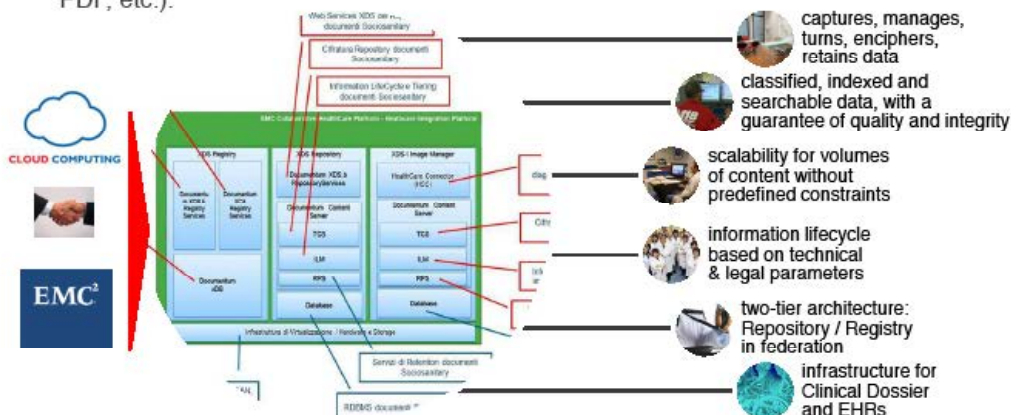 PDF, etc.).
Web Services XDS per
documenti Sociosanitary
Cifratura Repository documenti
Sociosanitary
Information LifeCycle e Tiering
documenti Sociosanitary
EMC Collaborative HealthCare Platform - Healthcare Integration Platform
XDS Registry
XDS Repository
XDS-I Image Manager
Registry
Services
Documentum
Registry
Services
Documentum
xDB
Documentum XDS.b
RepositoryServices
Documentum Content
Server
TCS
ILM
RPS
Database
HealthCare Connector
(HCC)
Documentum Content
Server
TCS
ILM
RPS
Database
Infrastruttura di Virtualizzazione / Hardware e Storage
Servizi di Retention documenti
Sociosanitary
RDBMS documenti
CLOUD COMPUTING
EMC²
captures, manages,
turns, enciphers,
retains data
classified, indexed and
searchable data, with a
guarantee of quality and integrity
scalability for volumes
of content without
predefined constraints
information lifecycle
based on technical
& legal parameters
two-tier architecture:
Repository / Registry
in federation
infrastructure for
Clinical Dossier
and EHRs